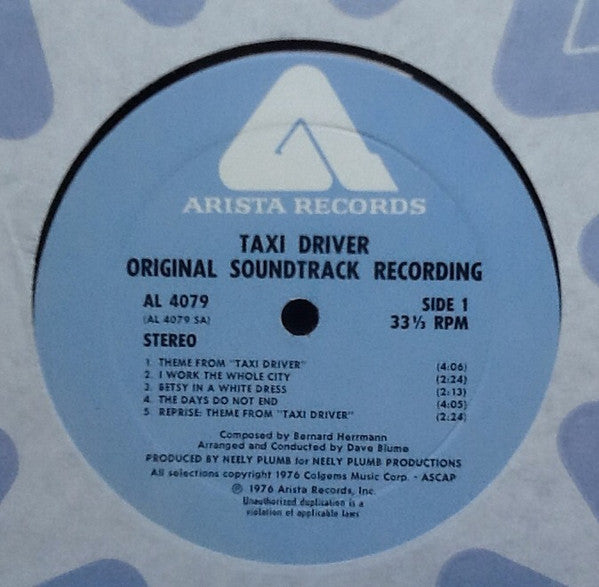 ARISTA RECORDS
TAXI DRIVER
ORIGINAL SOUNDTRACK RECORDING
AL 4079 SIDE 1
(AL 4079 SA) 33⅓ RPM
STEREO
1. THEME FROM "TAXI DRIVER" (4:06)
2. I WORK THE WHOLE CITY (2:24)
3. BETSY IN A WHITE DRESS (2:13)
4. THE DAYS DO NOT END (4:05)
5. REPRISE: THEME FROM "TAXI DRIVER" (2:24)
Composed by Bernard Herrmann
Arranged and Conducted by Dave Blume
PRODUCED BY NEELY PLUMB for NEELY PLUMB PRODUCTIONS
All selections copyright 1976 Colgems Music Corp. - ASCAP
℗ 1976 Arista Records, Inc.
Unauthorized duplication is a
violation of applicable laws